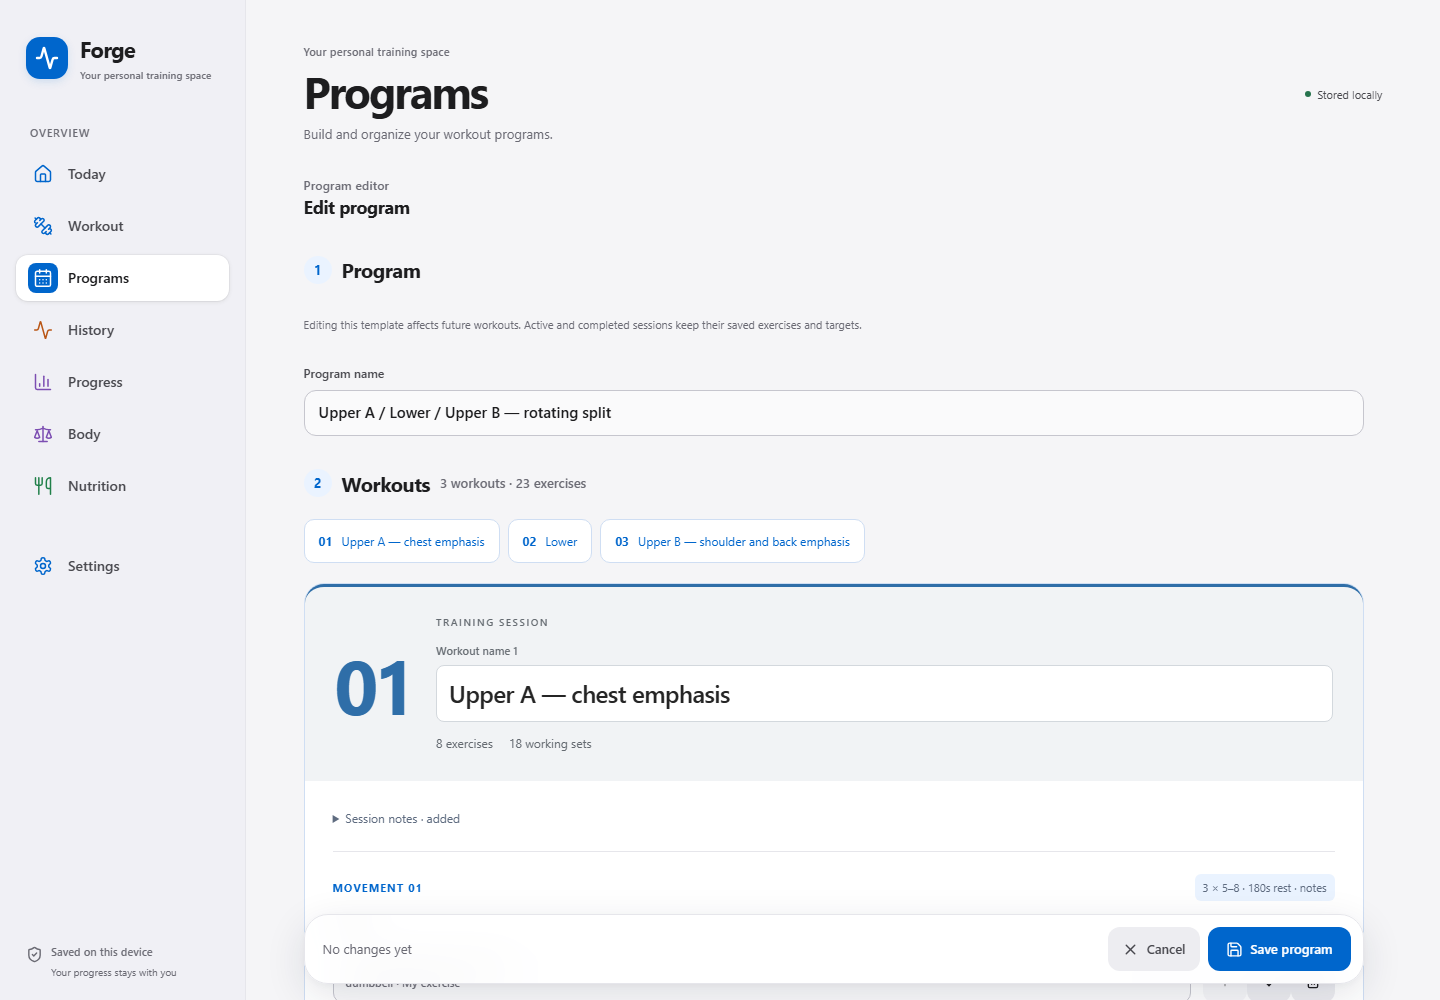 Forge
Your personal training space
OVERVIEW
Today
Workout
Programs
History
Progress
Body
Nutrition
Settings
Saved on this device
Your progress stays with you
Your personal training space
Programs
Build and organize your workout programs.
Stored locally
Program editor
Edit program
1 Program
Editing this template affects future workouts. Active and completed sessions keep their saved exercises and targets.
Program name
Upper A / Lower / Upper B — rotating split
2 Workouts 3 workouts · 23 exercises
01 Upper A — chest emphasis
02 Lower
03 Upper B — shoulder and back emphasis
TRAINING SESSION
01
Workout name 1
Upper A — chest emphasis
8 exercises 18 working sets
Session notes · added
MOVEMENT 01
3 × 5–8 · 180s rest · notes
No changes yet
Cancel
Save program
dumbbell · My exercise